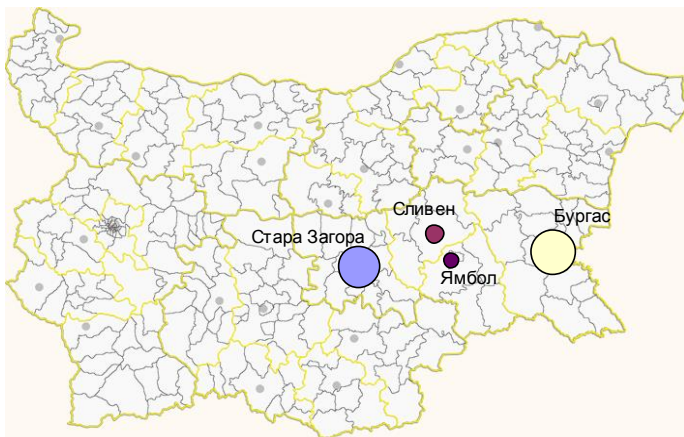 Сливен
Бургас
Стара Загора
Ямбол